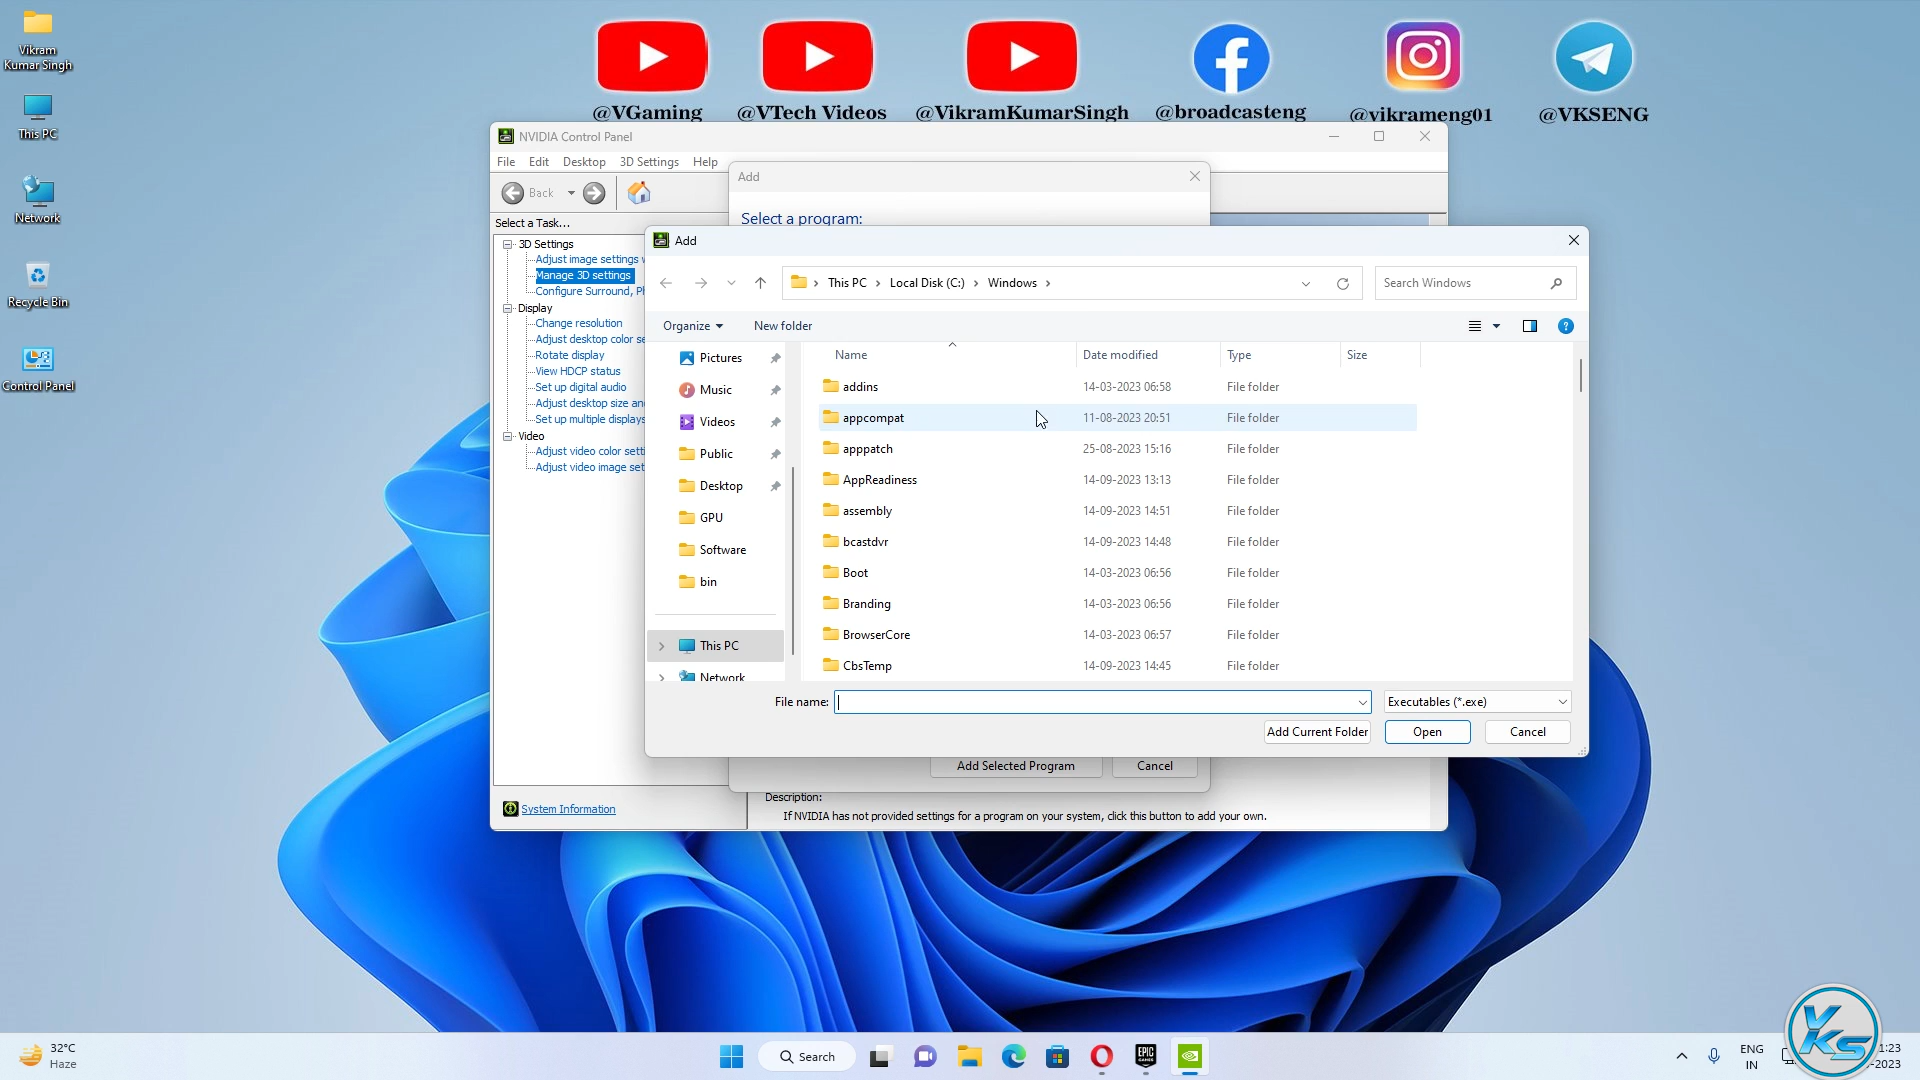 Vikram
Kumar Singh
This PC
Network
Recycle Bin
Control Panel
@VGaming
@VTech Videos
@VikramKumarSingh
@broadcasteng
@vikrameng01
@VKSENG
NVIDIA Control Panel
File Edit Desktop 3D Settings Help
Back
Select a Task...
3D Settings
Adjust image settings
Manage 3D settings
Configure Surround,
Display
Change resolution
Adjust desktop color
Rotate display
View HDCP status
Set up digital audio
Adjust desktop size
Set up multiple displays
Video
Adjust video color
Adjust video image
System Information
Add
Select a program:
Add
This PC > Local Disk (C:) > Windows >
Search Windows
Organize New folder
Pictures
Music
Videos
Public
Desktop
GPU
Software
bin
This PC
Network
Name Date modified Type Size
addins 14-03-2023 06:58 File folder
appcompat 11-08-2023 20:51 File folder
apppatch 25-08-2023 15:16 File folder
AppReadiness 14-09-2023 13:13 File folder
assembly 14-09-2023 14:51 File folder
bcastdvr 14-09-2023 14:48 File folder
Boot 14-03-2023 06:56 File folder
Branding 14-03-2023 06:56 File folder
BrowserCore 14-03-2023 06:57 File folder
CbsTemp 14-09-2023 14:45 File folder
File name: Executables (*.exe)
Add Current Folder Open Cancel
Add Selected Program Cancel
Description:
If NVIDIA has not provided settings for a program on your system, click this button to add your own.
32°C
Haze
Search
EPIC
GAMES
ENG
IN
VKS